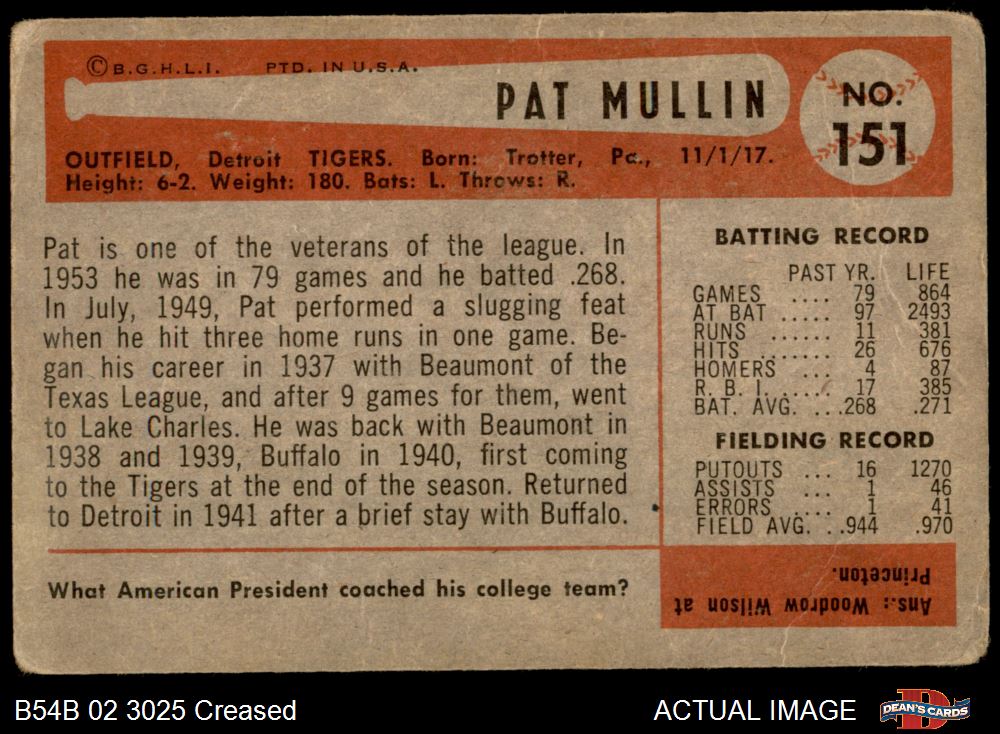 © B.G.H.L.I. PTD. IN U.S.A.
PAT MULLIN
NO.
151
OUTFIELD, Detroit TIGERS. Born: Trotter, Pa., 11/1/17.
Height: 6-2. Weight: 180. Bats: L. Throws: R.
Pat is one of the veterans of the league. In
1953 he was in 79 games and he batted .268.
In July, 1949, Pat performed a slugging feat
when he hit three home runs in one game. Be-
gan his career in 1937 with Beaumont of the
Texas League, and after 9 games for them, went
to Lake Charles. He was back with Beaumont in
1938 and 1939, Buffalo in 1940, first coming
to the Tigers at the end of the season. Returned
to Detroit in 1941 after a brief stay with Buffalo.
BATTING RECORD
PAST YR. LIFE
GAMES .... 79 864
AT BAT ..... 97 2493
RUNS ...... 11 381
HITS ....... 26 676
HOMERS ... 4 87
R. B. I. .... 17 385
BAT. AVG. ...268 .271
FIELDING RECORD
PUTOUTS ... 16 1270
ASSISTS ... 1 46
ERRORS .... 1 41
FIELD AVG. ..944 .970
What American President coached his college team?
Ans.: Woodrow Wilson at
Princeton.
B54B 02 3025 Creased
ACTUAL IMAGE
DEAN'S CARDS